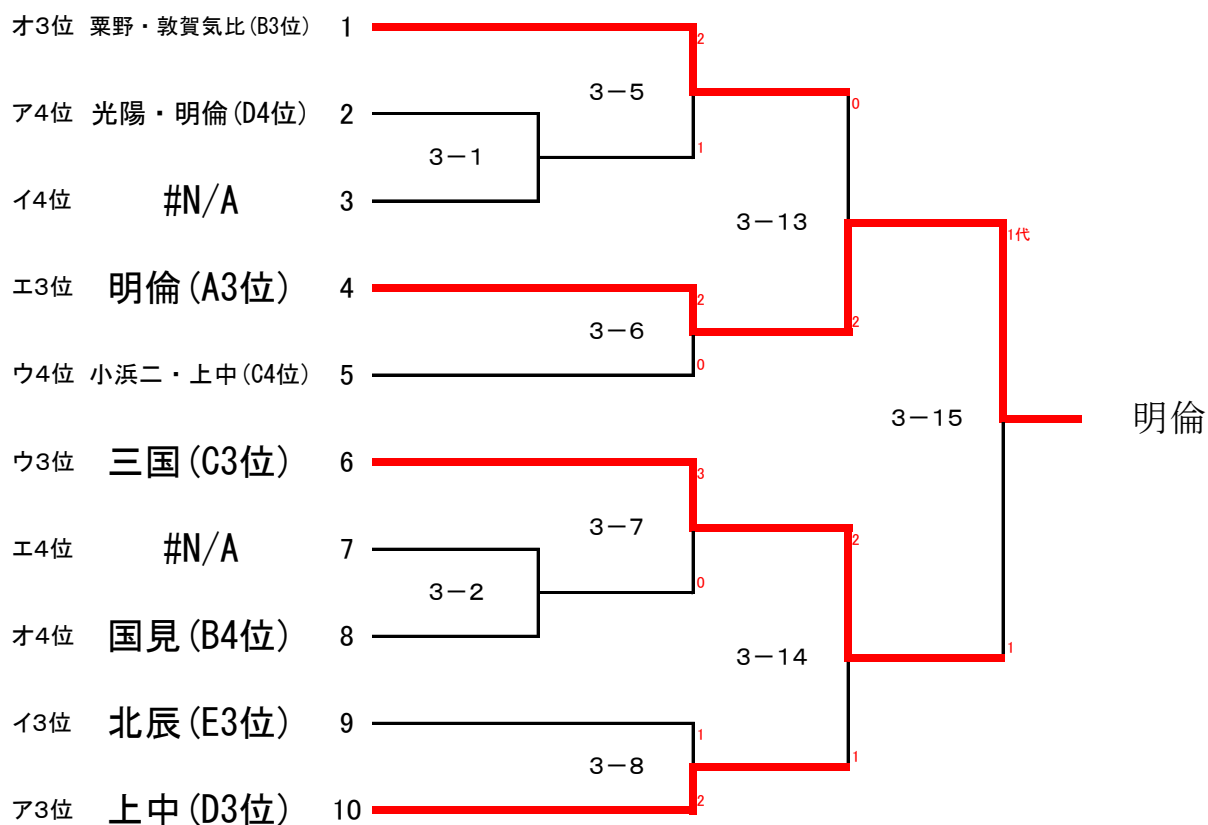 オ3位 粟野・敦賀気比(B3位) 1
2
3－5
0
ア4位 光陽・明倫(D4位) 2
3－1
1
イ4位 #N/A 3
3－13
1代
エ3位 明倫(A3位) 4
2
3－6
2
0
ウ4位 小浜二・上中(C4位) 5
3－15
明倫
ウ3位 三国(C3位) 6
3
3－7
2
エ4位 #N/A 7
3－2
0
オ4位 国見(B4位) 8
3－14
1
イ3位 北辰(E3位) 9
1
3－8
1
2
ア3位 上中(D3位) 10